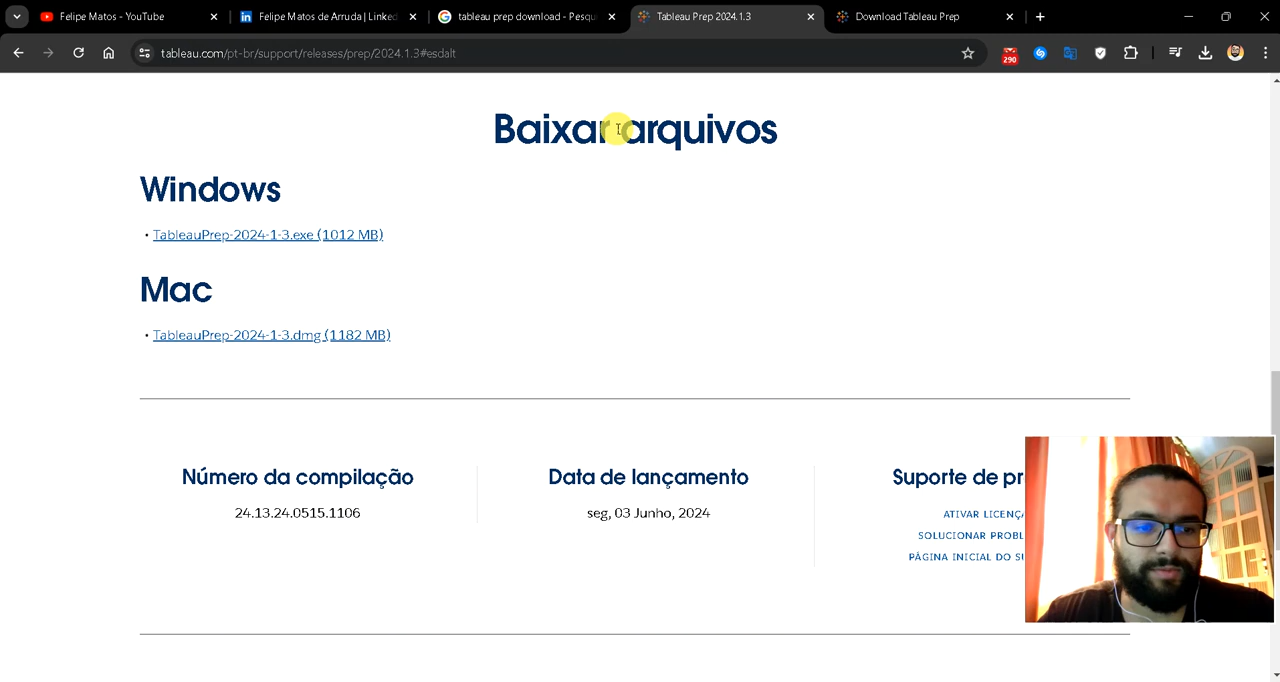 Felipe Matos - YouTube
Felipe Matos de Arruda | Linked
tableau prep download - Pesqu
Tableau Prep 2024.1.3
Download Tableau Prep
tableau.com/pt-br/support/releases/prep/2024.1.3#esdalt
290
Baixar arquivos
Windows
• TableauPrep-2024-1-3.exe (1012 MB)
Mac
• TableauPrep-2024-1-3.dmg (1182 MB)
Número da compilação
24.13.24.0515.1106
Data de lançamento
seg, 03 Junho, 2024
Suporte de pr
ATIVAR LICENÇA
SOLUCIONAR PROBL
PÁGINA INICIAL DO SU